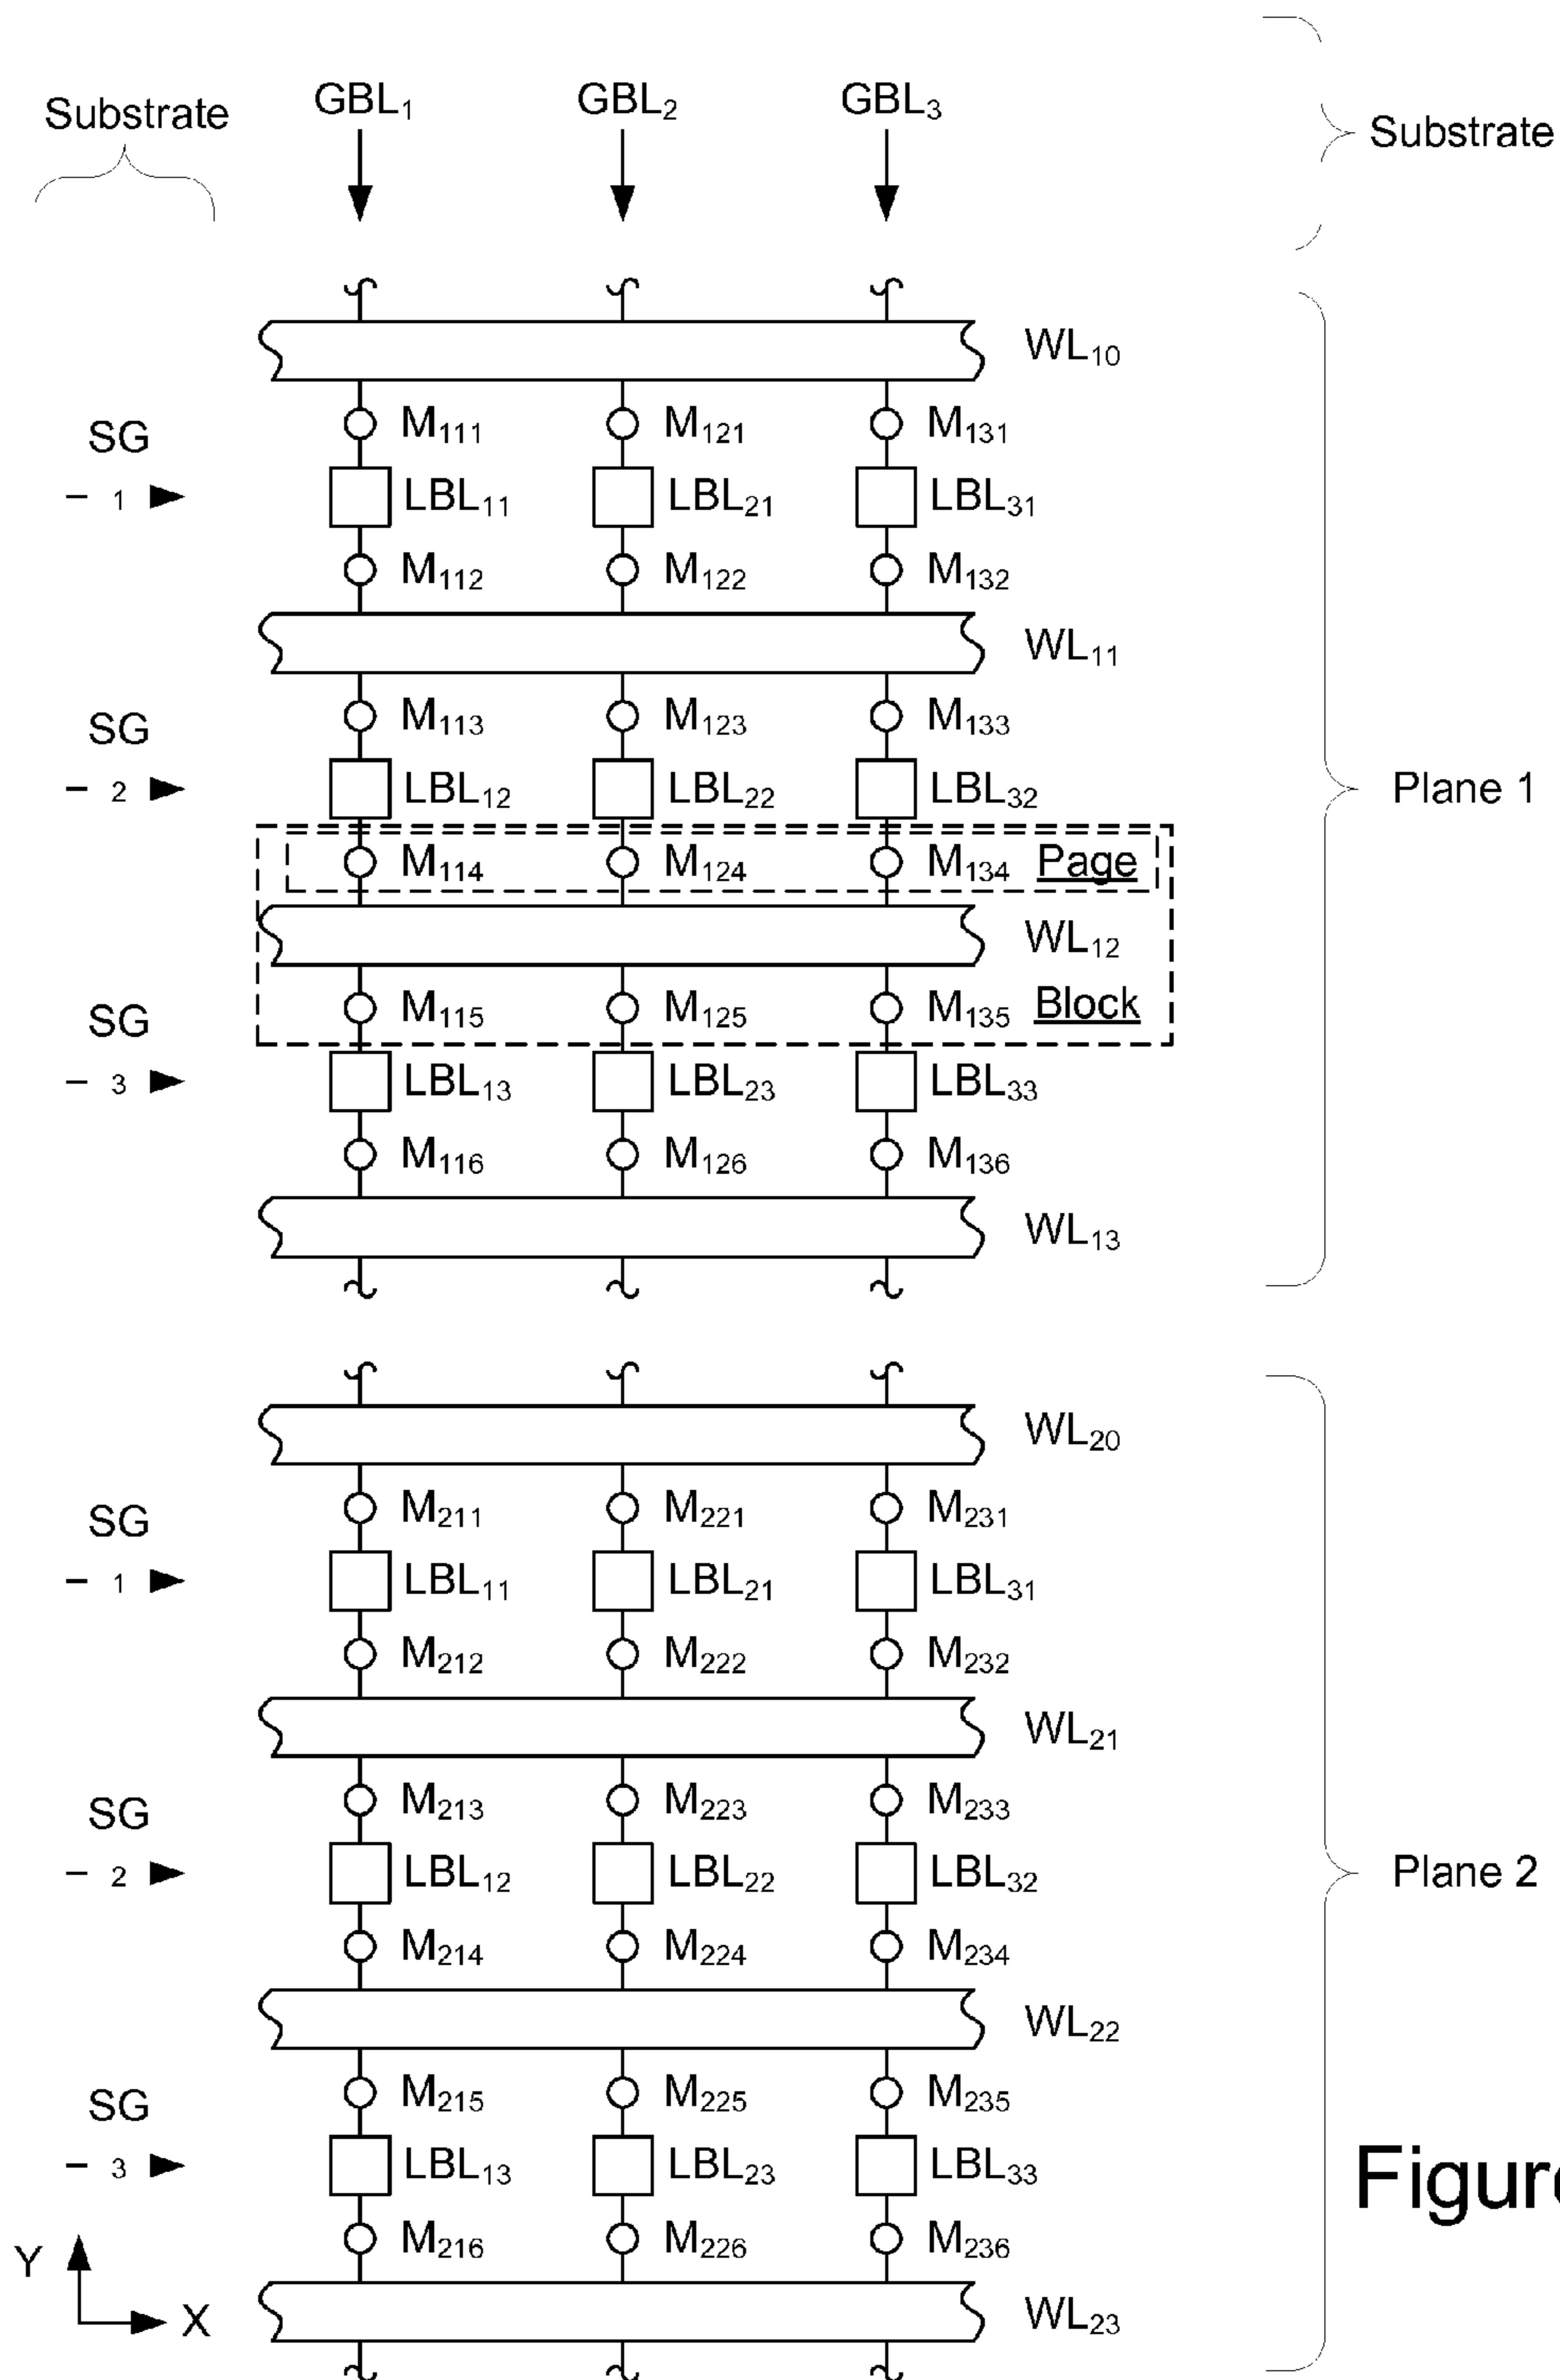 Substrate GBL₁ GBL₂ GBL₃ Substrate
WL₁₀
SG M₁₁₁ M₁₂₁ M₁₃₁
1 LBL₁₁ LBL₂₁ LBL₃₁
M₁₁₂ M₁₂₂ M₁₃₂
WL₁₁
SG M₁₁₃ M₁₂₃ M₁₃₃
2 LBL₁₂ LBL₂₂ LBL₃₂ Plane 1
M₁₁₄ M₁₂₄ M₁₃₄ Page
WL₁₂
SG M₁₁₅ M₁₂₅ M₁₃₅ Block
3 LBL₁₃ LBL₂₃ LBL₃₃
M₁₁₆ M₁₂₆ M₁₃₆
WL₁₃
WL₂₀
SG M₂₁₁ M₂₂₁ M₂₃₁
1 LBL₁₁ LBL₂₁ LBL₃₁
M₂₁₂ M₂₂₂ M₂₃₂
WL₂₁
SG M₂₁₃ M₂₂₃ M₂₃₃
2 LBL₁₂ LBL₂₂ LBL₃₂ Plane 2
M₂₁₄ M₂₂₄ M₂₃₄
WL₂₂
SG M₂₁₅ M₂₂₅ M₂₃₅
3 LBL₁₃ LBL₂₃ LBL₃₃ Figure
Y M₂₁₆ M₂₂₆ M₂₃₆
X WL₂₃